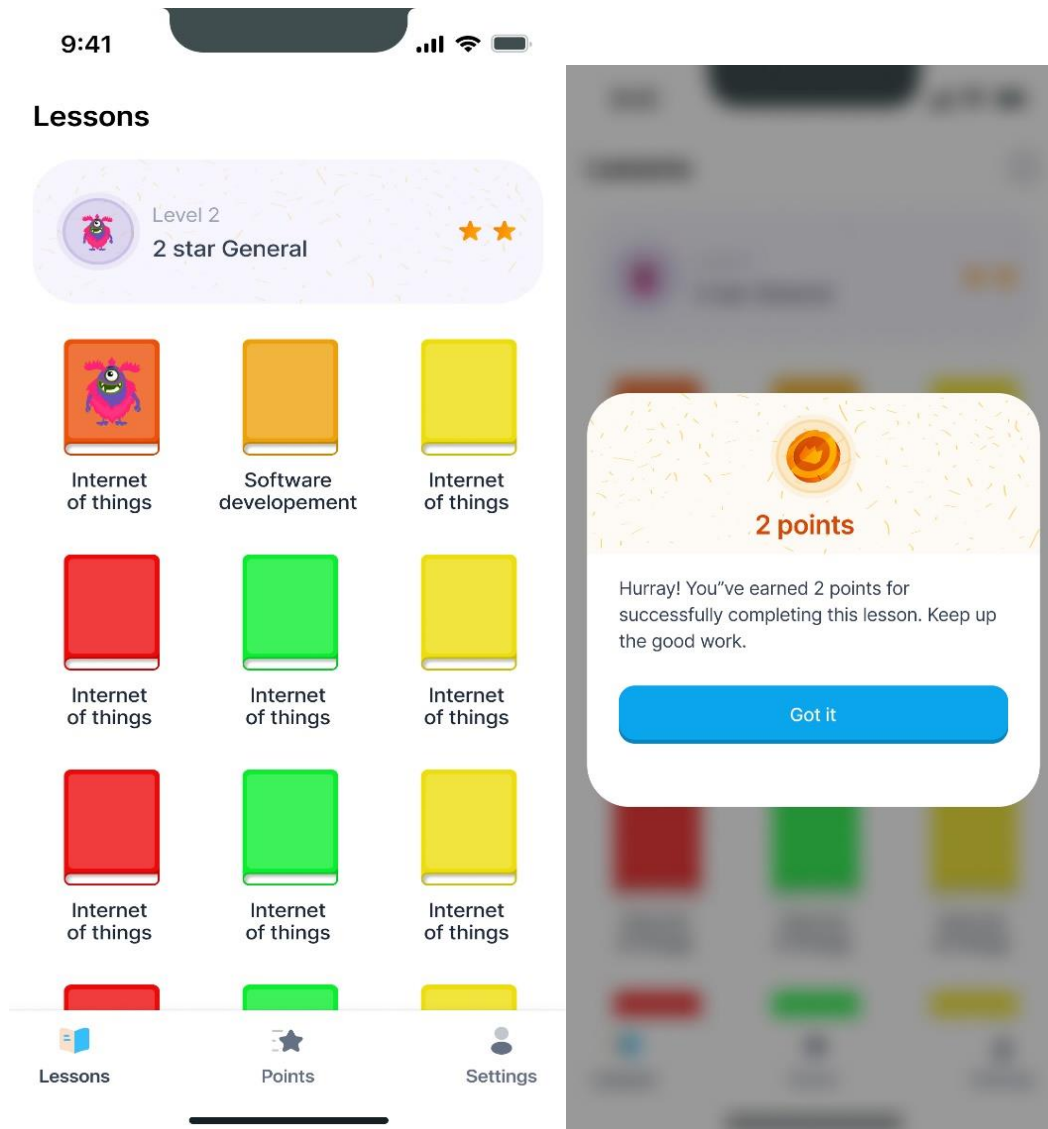 9:41
Lessons
Level 2
2 star General
Internet
of things
Software
developement
Internet
of things
Internet
of things
Internet
of things
Internet
of things
Internet
of things
Internet
of things
Internet
of things
Lessons
Points
Settings
2 points
Hurray! You"ve earned 2 points for
successfully completing this lesson. Keep up
the good work.
Got it